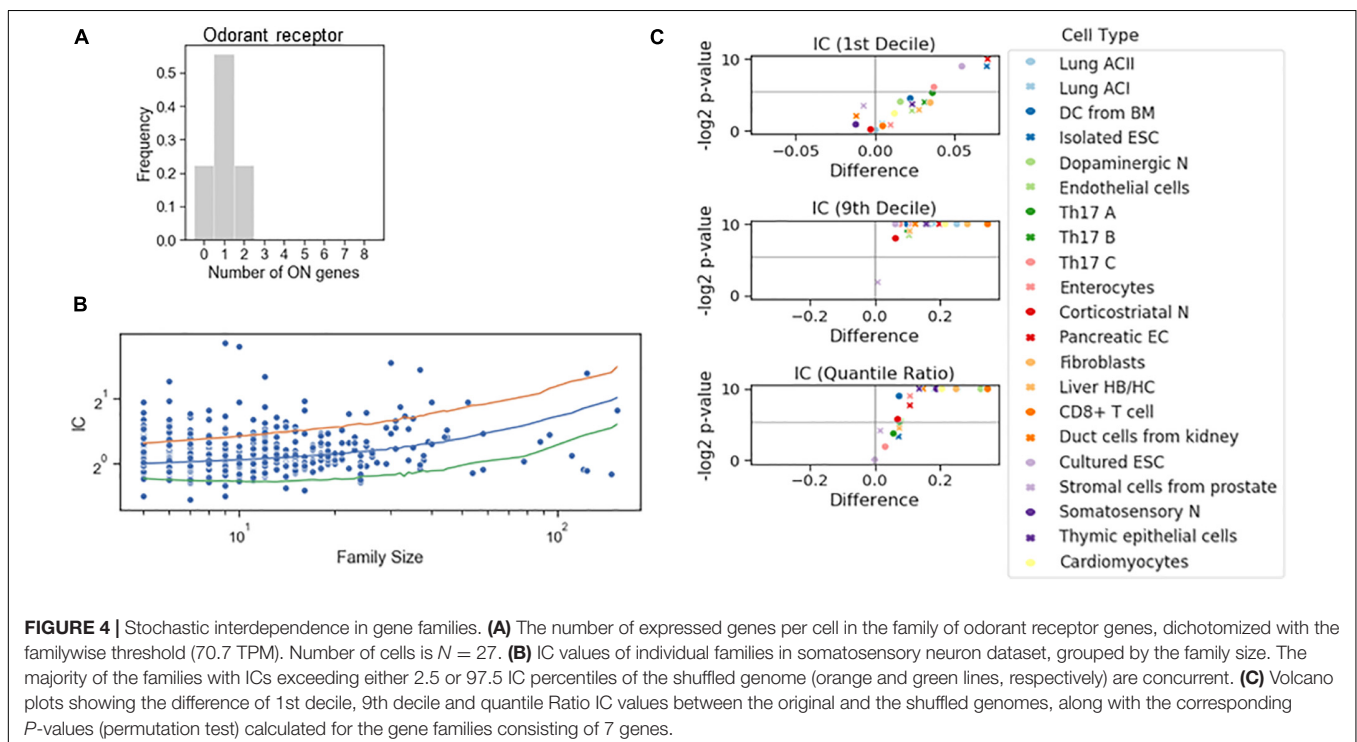 A
Odorant receptor
Frequency
0.5
0.4
0.3
0.2
0.1
0.0
0 1 2 3 4 5 6 7 8
Number of ON genes
B
IC
2¹
2⁰
10¹ 10²
Family Size
C
IC (1st Decile)
-log2 p-value
10
0
−0.05 0.00 0.05
Difference
IC (9th Decile)
-log2 p-value
10
0
−0.2 0.0 0.2
Difference
IC (Quantile Ratio)
-log2 p-value
10
0
−0.2 0.0 0.2
Difference
Cell Type
Lung ACII
Lung ACI
DC from BM
Isolated ESC
Dopaminergic N
Endothelial cells
Th17 A
Th17 B
Th17 C
Enterocytes
Corticostriatal N
Pancreatic EC
Fibroblasts
Liver HB/HC
CD8+ T cell
Duct cells from kidney
Cultured ESC
Stromal cells from prostate
Somatosensory N
Thymic epithelial cells
Cardiomyocytes
FIGURE 4 | Stochastic interdependence in gene families. (A) The number of expressed genes per cell in the family of odorant receptor genes, dichotomized with the
familywise threshold (70.7 TPM). Number of cells is N = 27. (B) IC values of individual families in somatosensory neuron dataset, grouped by the family size. The
majority of the families with ICs exceeding either 2.5 or 97.5 IC percentiles of the shuffled genome (orange and green lines, respectively) are concurrent. (C) Volcano
plots showing the difference of 1st decile, 9th decile and quantile Ratio IC values between the original and the shuffled genomes, along with the corresponding
P-values (permutation test) calculated for the gene families consisting of 7 genes.